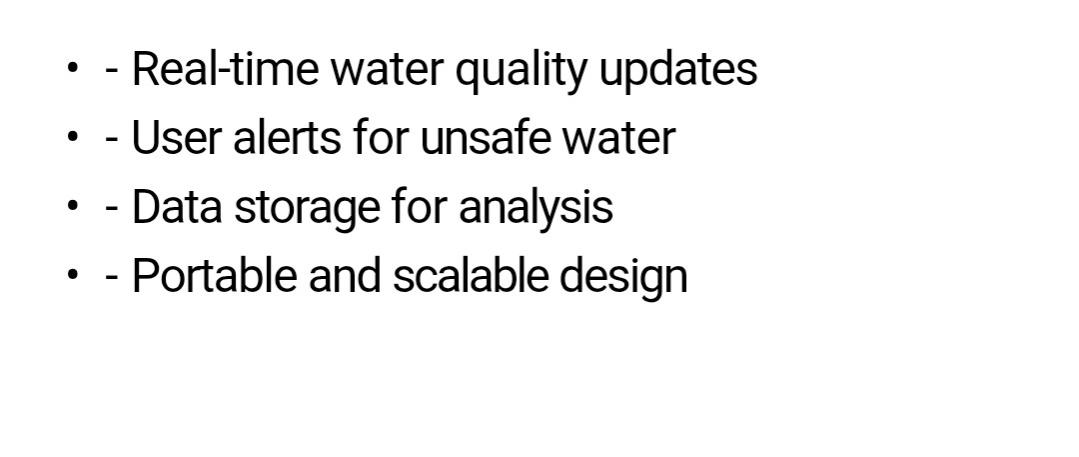 • - Real-time water quality updates
• - User alerts for unsafe water
• - Data storage for analysis
• - Portable and scalable design